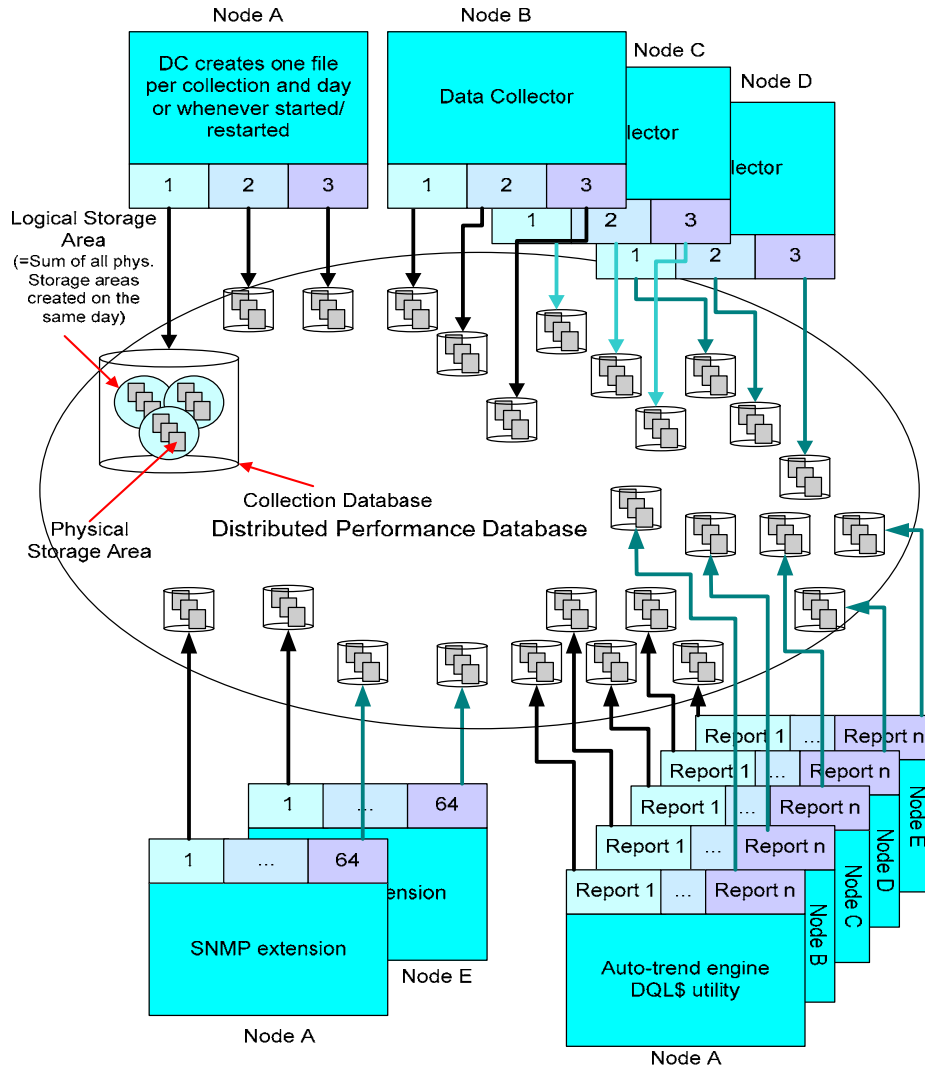 Node A
Node B
Node C
Node D
DC creates one file
per collection and day
or whenever started/
restarted
1 2 3
Data Collector
1 2 3
llector
1 2 3
lector
1 2 3
Logical Storage
Area
(=Sum of all phys.
Storage areas
created on the
same day)
Collection Database
Distributed Performance Database
Physical
Storage Area
1 ... 64
ension
Node E
1 ... 64
SNMP extension
Node A
Report 1 ... Report n
Node E
Report 1 ... Report n
Node D
Report 1 ... Report n
Node C
Report 1 ... Report n
Node B
Report 1 ... Report n
Auto-trend engine
DQL$ utility
Node A